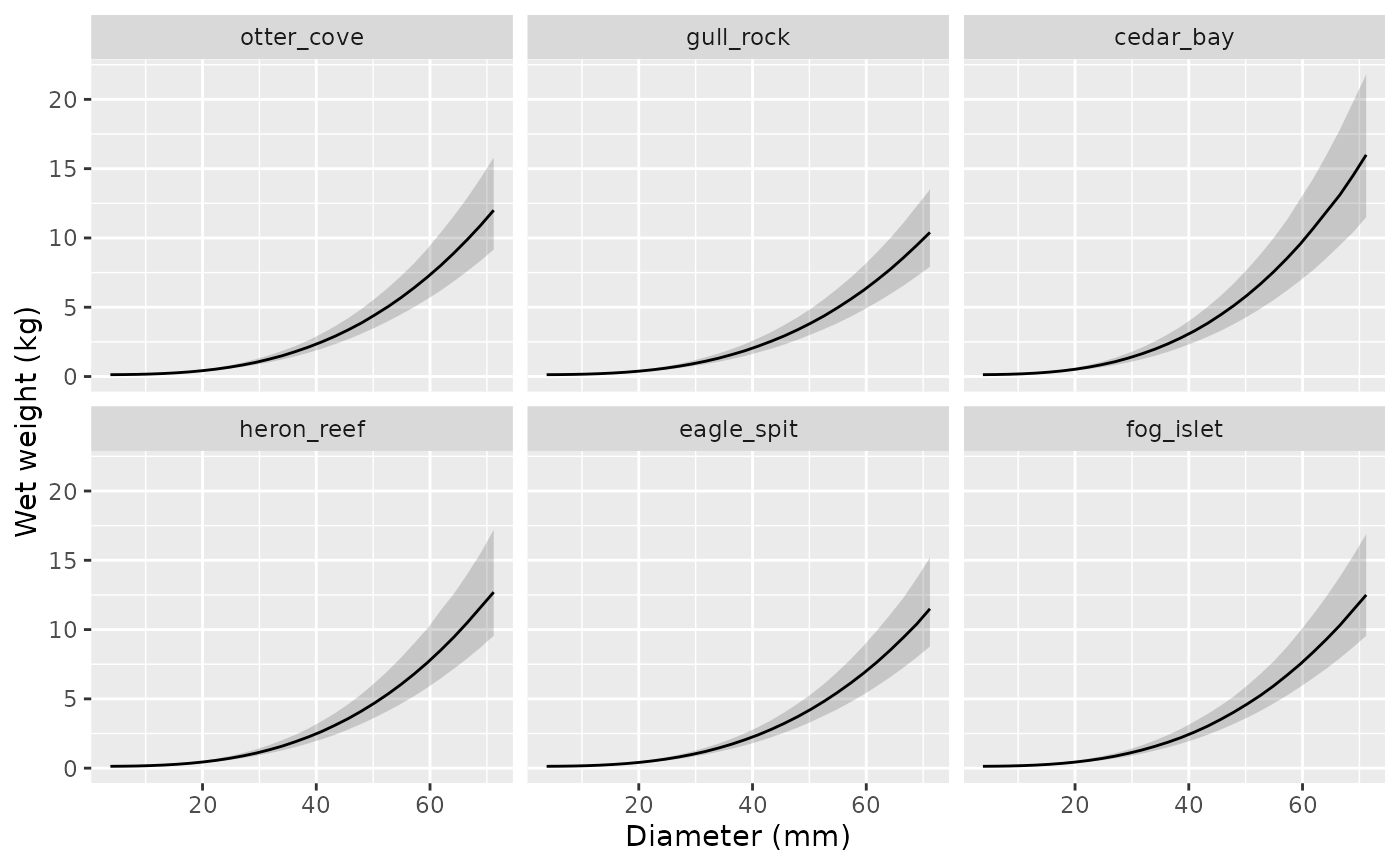 otter_cove gull_rock cedar_bay
20
15
10
5
0
heron_reef eagle_spit fog_islet
20
15
10
5
0
Wet weight (kg)
20 40 60 20 40 60 20 40 60
Diameter (mm)